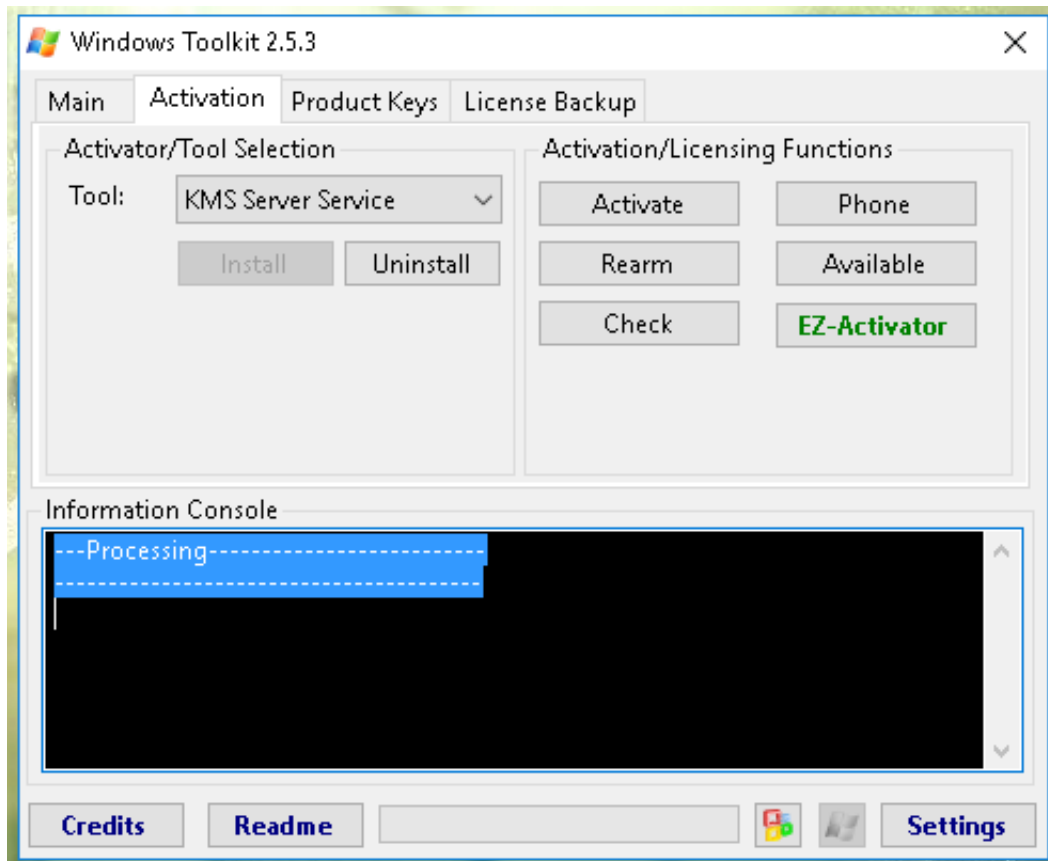 Windows Toolkit 2.5.3
Main Activation Product Keys License Backup
Activator/Tool Selection
Tool: KMS Server Service
Install Uninstall
Activation/Licensing Functions
Activate Phone
Rearm Available
Check EZ-Activator
Information Console
---Processing--------------------------
----------------------------------------
Credits Readme Settings